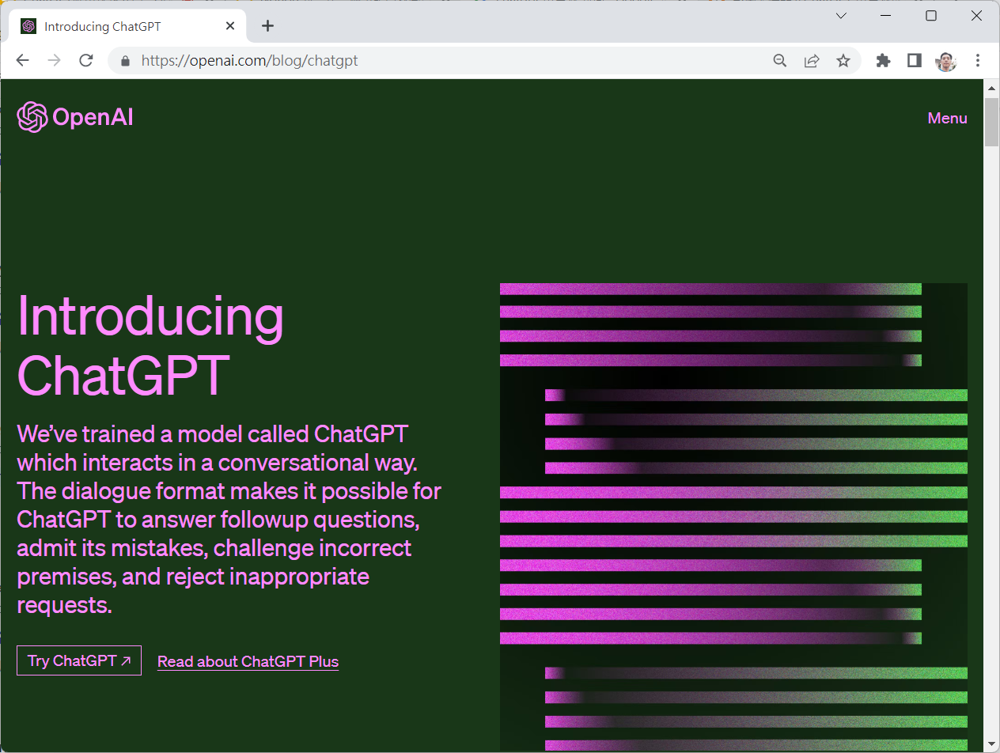 Introducing ChatGPT
https://openai.com/blog/chatgpt
OpenAI
Menu
Introducing
ChatGPT
We’ve trained a model called ChatGPT
which interacts in a conversational way.
The dialogue format makes it possible for
ChatGPT to answer followup questions,
admit its mistakes, challenge incorrect
premises, and reject inappropriate
requests.
Try ChatGPT ↗
Read about ChatGPT Plus